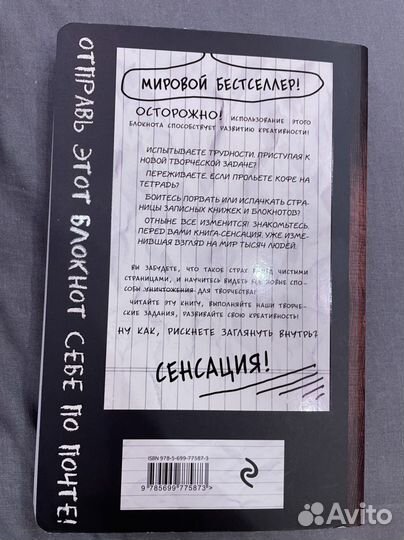 ОТПРАВЬ ЭТОТ БЛОКНОТ СЕБЕ ПО ПОЧТЕ!
МИРОВОЙ БЕСТСЕЛЛЕР!
ОСТОРОЖНО! ИСПОЛЬЗОВАНИЕ ЭТОГО
БЛОКНОТА СПОСОБСТВУЕТ РАЗВИТИЮ КРЕАТИВНОСТИ!
ИСПЫТЫВАЕТЕ ТРУДНОСТИ, ПРИСТУПАЯ К
НОВОЙ ТВОРЧЕСКОЙ ЗАДАЧЕ?
ПЕРЕЖИВАЕТЕ, ЕСЛИ ПРОЛЬЕТЕ КОФЕ НА
ТЕТРАДЬ?
БОИТЕСЬ ПОРВАТЬ ИЛИ ИСПАЧКАТЬ СТРА-
НИЦЫ ЗАПИСНЫХ КНИЖЕК И БЛОКНОТОВ?
ОТНЫНЕ ВСЕ ИЗМЕНИТСЯ! ЗНАКОМЬТЕСЬ
ПЕРЕД ВАМИ КНИГА-СЕНСАЦИЯ, УЖЕ ИЗМЕ-
НИВШАЯ ВЗГЛЯД НА МИР ТЫСЯЧ ЛЮДЕЙ.
ВЫ ЗАБУДЕТЕ, ЧТО ТАКОЕ СТРАХ ЧИСТЫМИ
СТРАНИЦАМИ, И НАУЧИТЕСЬ ВИДЕТЬ СПО-
СОБЫ УНИЧТОЖЕНИЯ ДЛЯ ТВОРЧЕСТВА!
ЧИТАЙТЕ ЭТУ КНИГУ, ВЫПОЛНЯЙТЕ НАШИ ТВОРЧЕ-
СКИЕ ЗАДАНИЯ, РАЗВИВАЙТЕ СВОЮ КРЕАТИВНОСТЬ!
НУ КАК, РИСКНЕТЕ ЗАГЛЯНУТЬ ВНУТРЬ?
СЕНСАЦИЯ!
ISBN 978-5-699-77587-3
9 785699 775873>
Avito